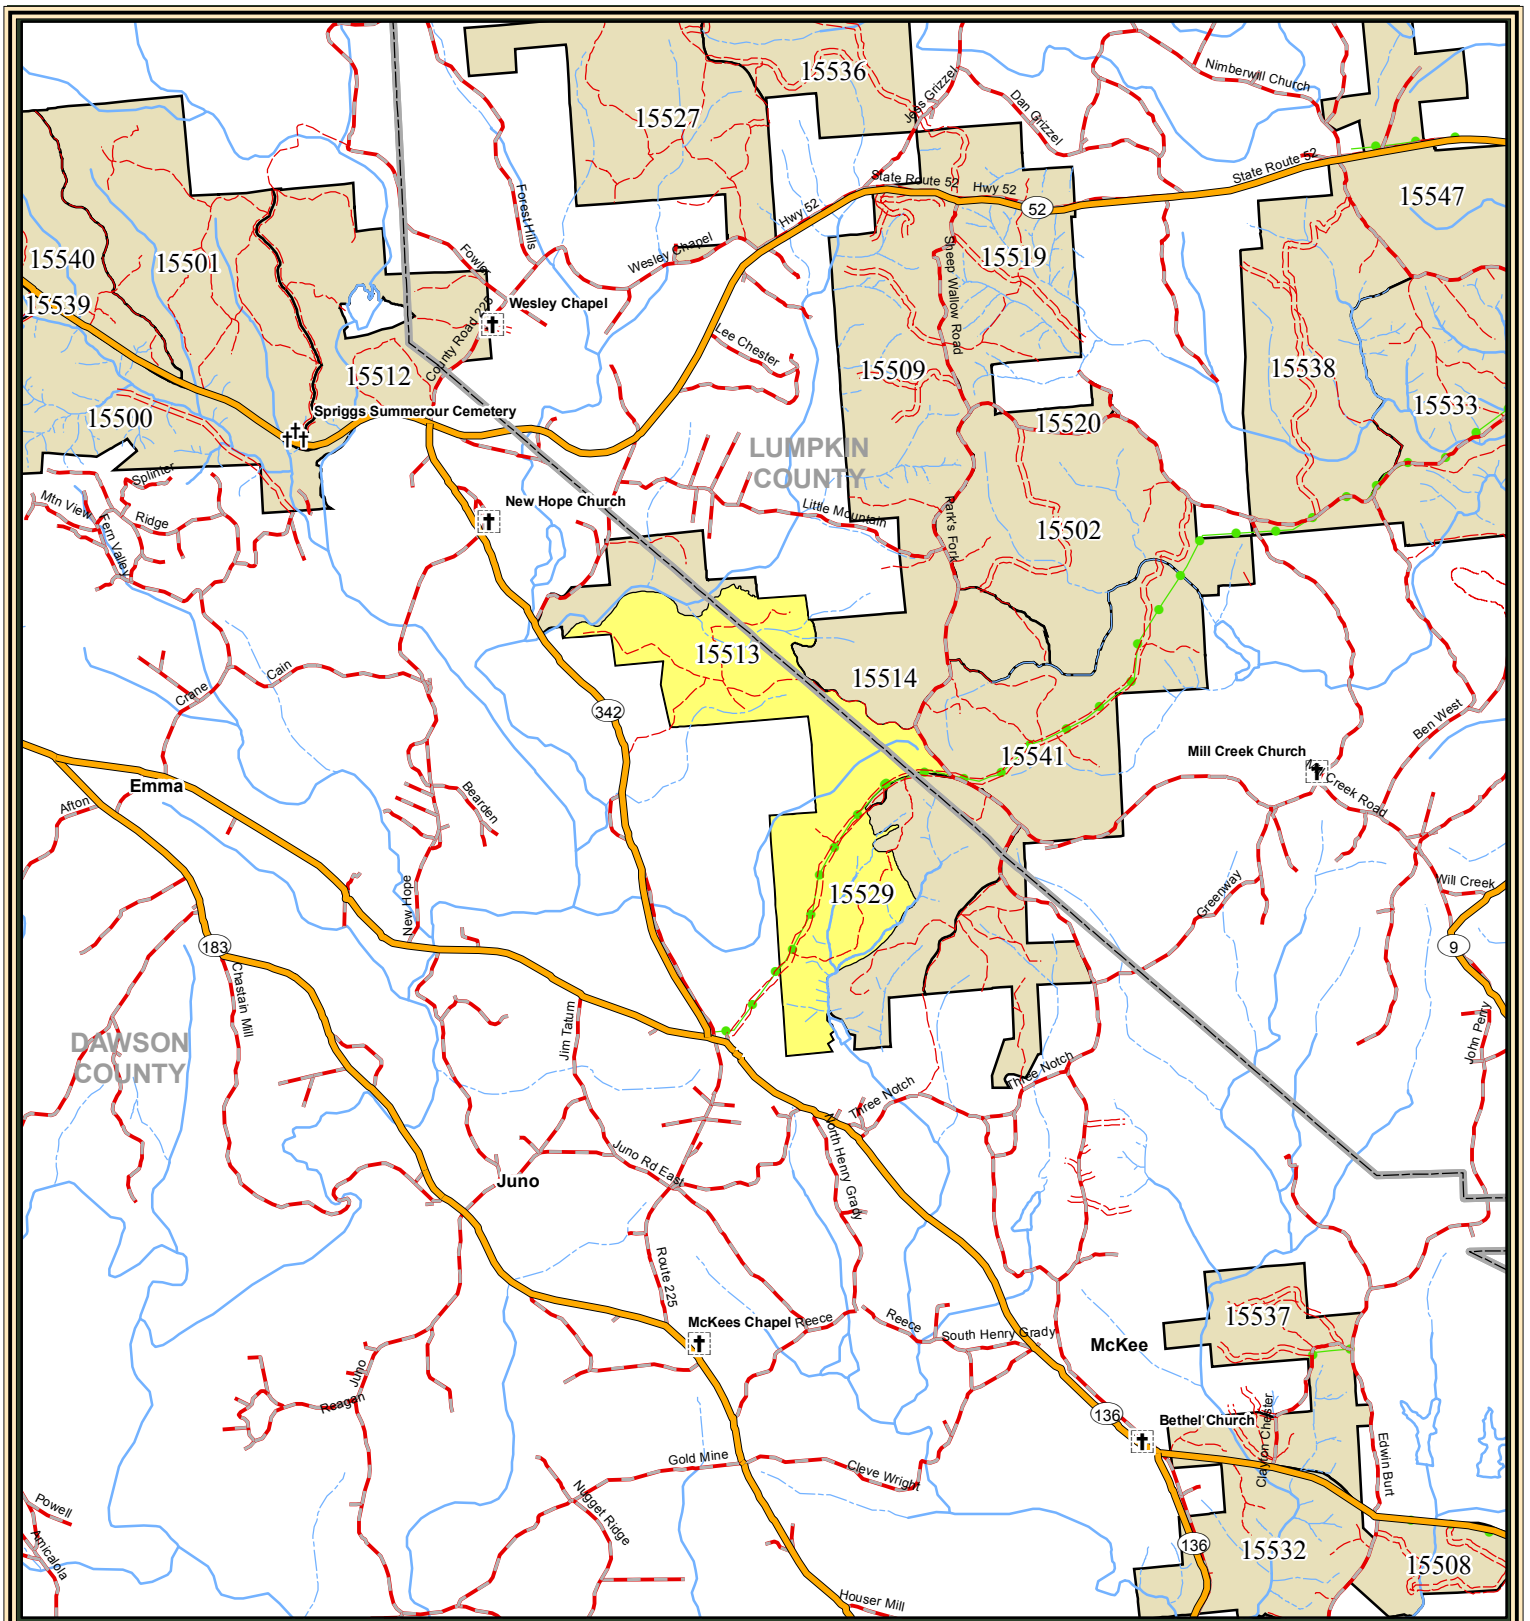 15536
Nimberwill Church
Jess Grizzel
Dan Grizzel
15527
State Route 52
State Route 52
Hwy 52
52
15547
Hwy 52
Forest Hills
Wesley Chapel
Fowler
15540
15501
15539
Sheep Wallow Road
15519
Wesley Chapel
County Road 225
Lee Chester
15512
15509
15538
15533
Spriggs Summerour Cemetery
15500
15520
LUMPKIN
COUNTY
Splinter
Mtn View
Ridge
Fern Valley
New Hope Church
Little Mountain
Park's Fork
15502
15513
15514
Cain
Crane
342
Ben West
15541
Mill Creek Church
Mill Creek Road
Emma
Afton
Bearden
15529
New Hope
Greenway
Will Creek
183
9
Chastain Mill
Jim Tatum
John Perry
DAWSON
COUNTY
Three Notch
Three Notch
North Henry Grady
Juno Rd East
Juno
Route 225
McKees Chapel
Reece
Reece
South Henry Grady
15537
McKee
Juno
Reagan
136
Bethel Church
Clayton Chester
Edwin Burt
Gold Mine
Cleve Wright
Nugget Ridge
Powell
Amicalola
136
15532
15508
Houser Mill